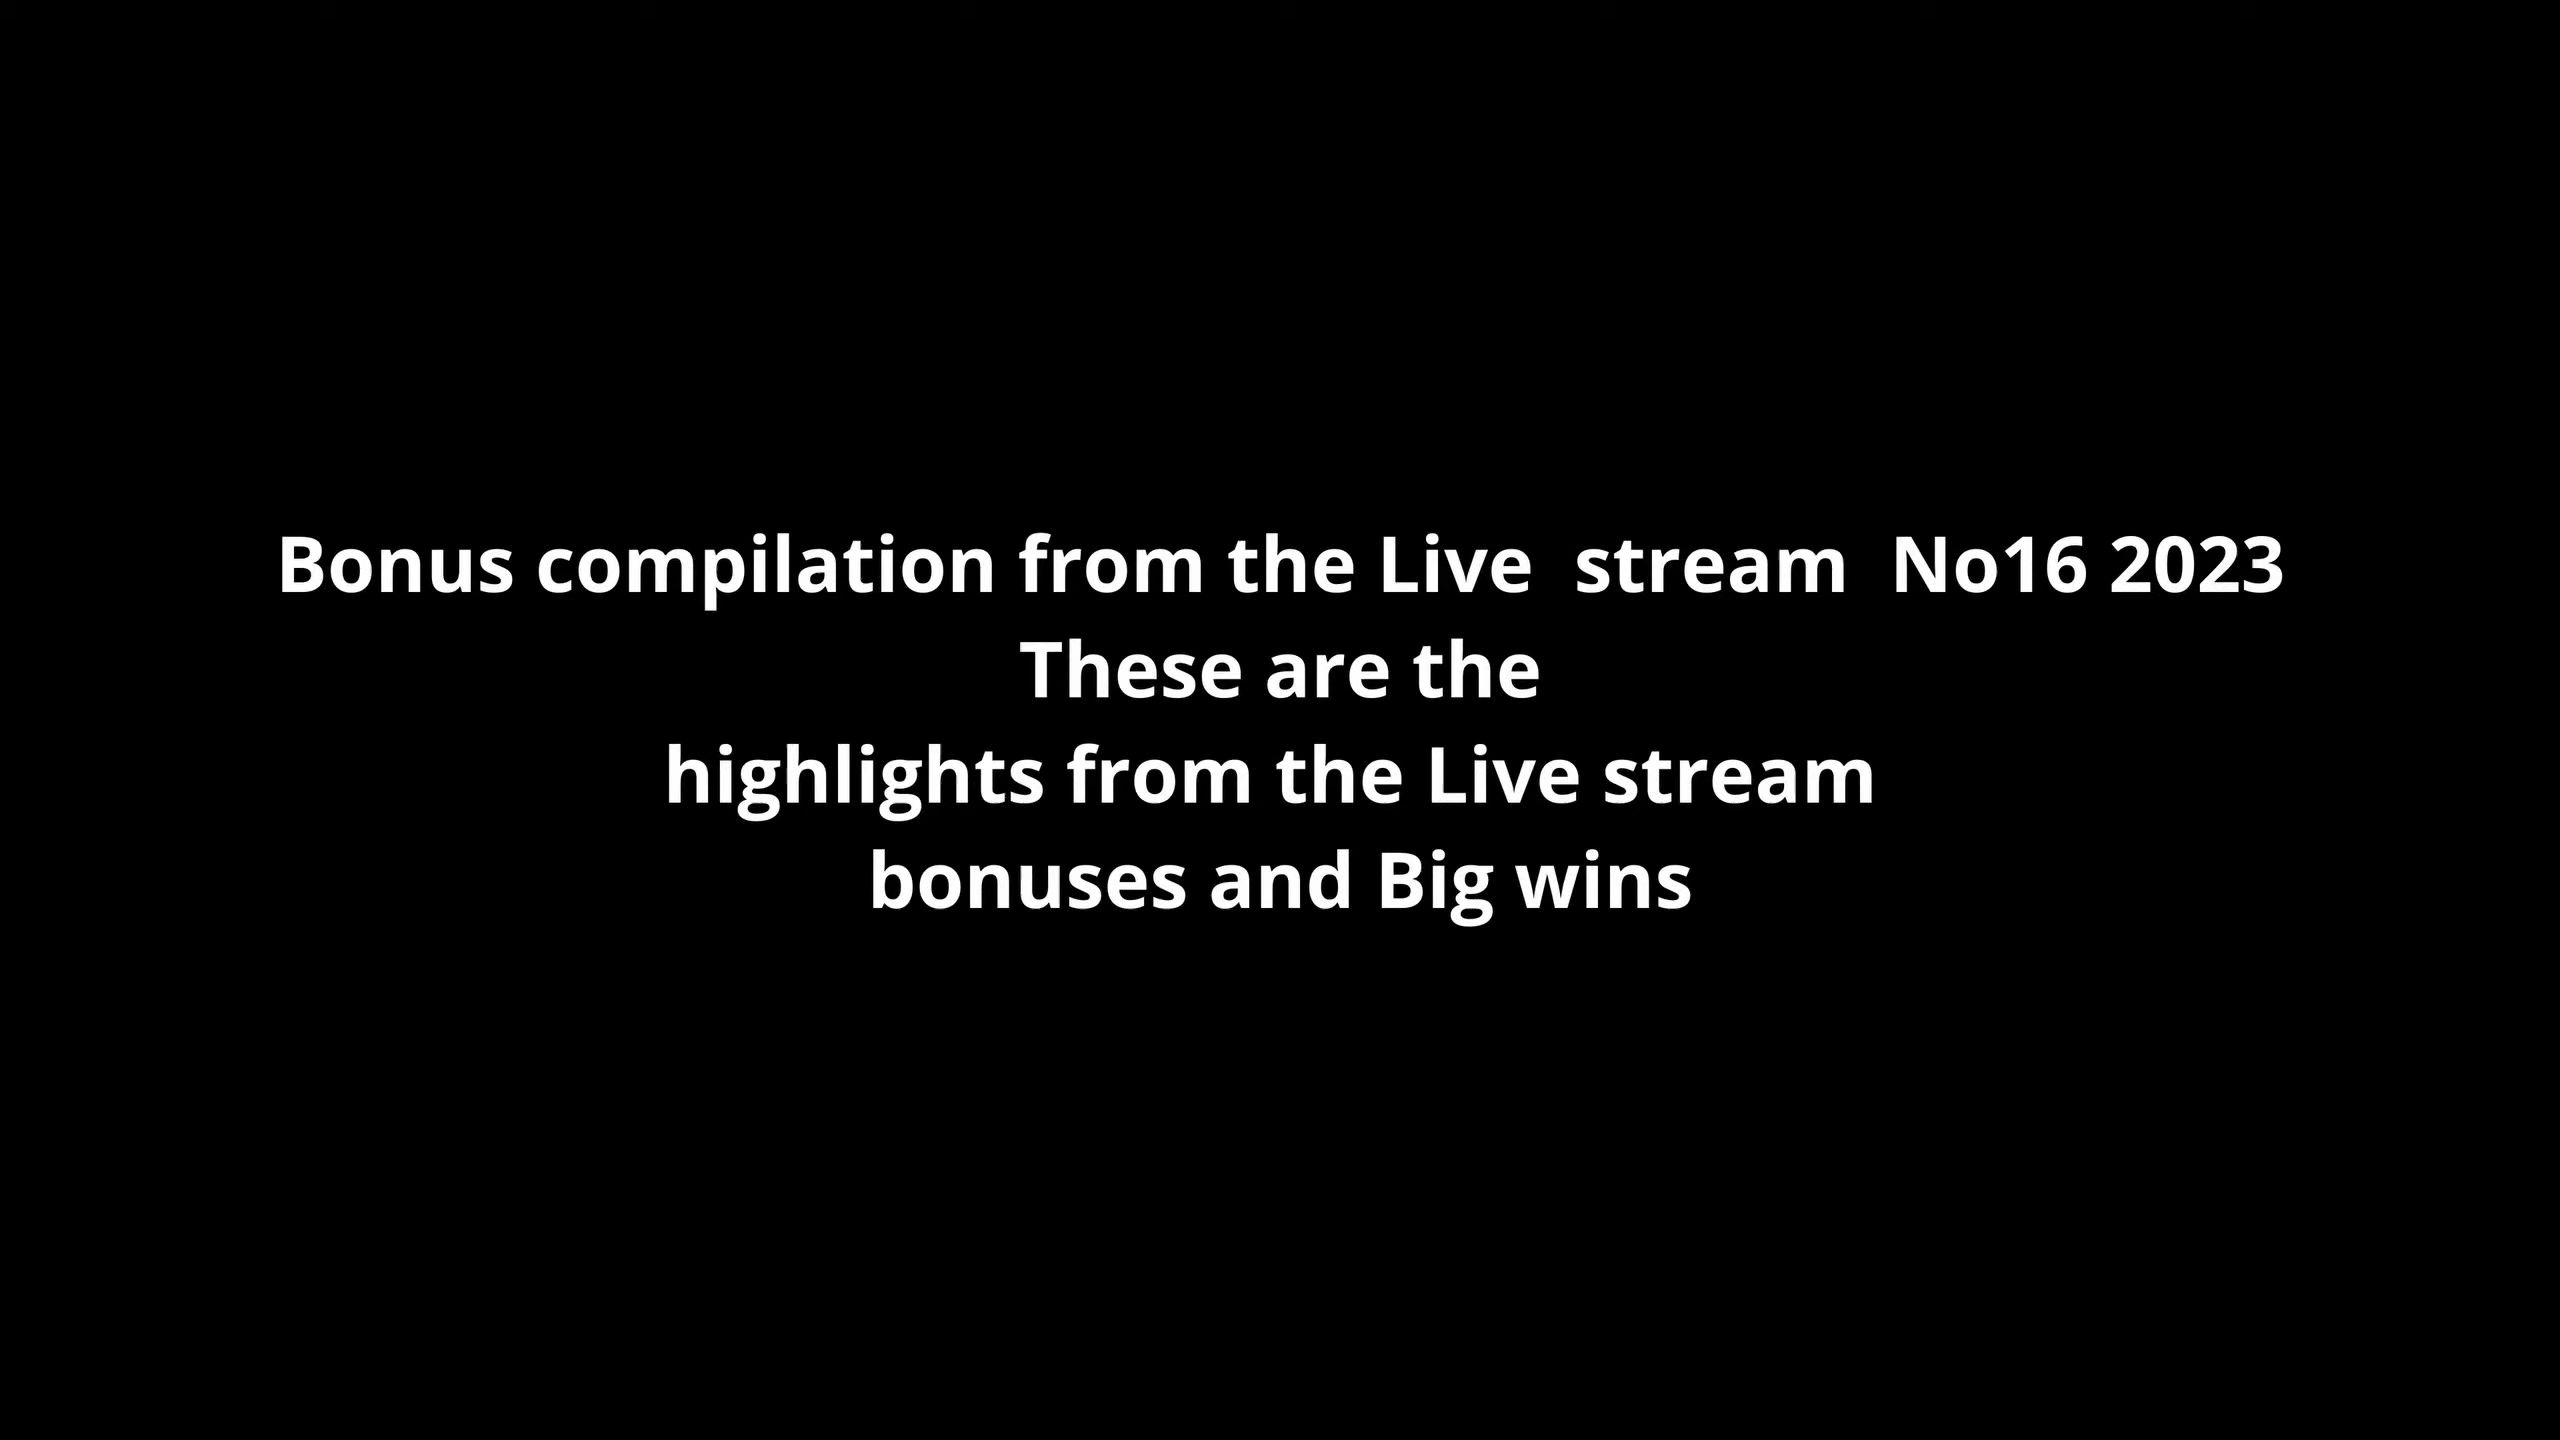 Bonus compilation from the Live  stream  No16 2023
These are the
highlights from the Live stream
bonuses and Big wins